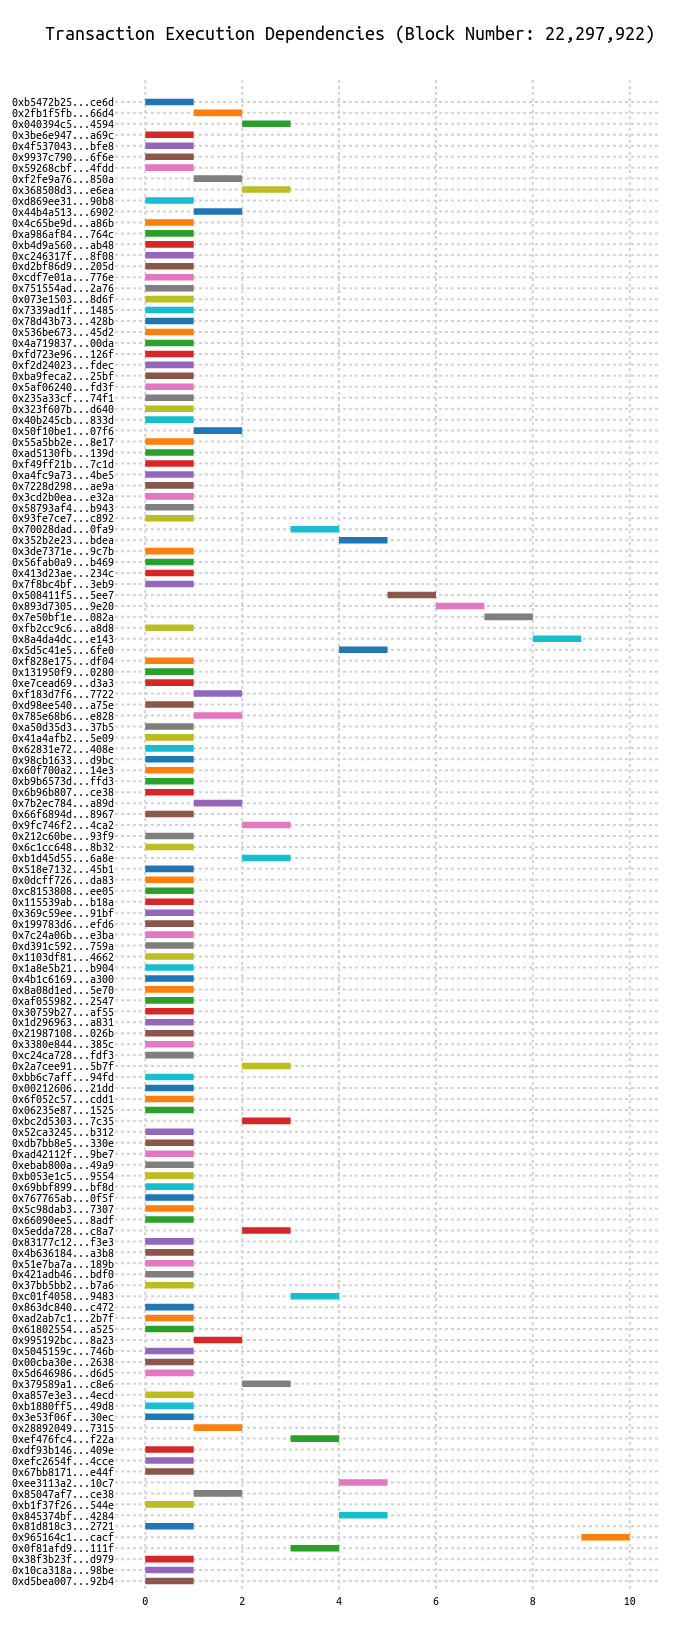 Transaction Execution Dependencies (Block Number: 22,297,922)
0xb5472b25...ce6d
0x2fb1f5fb...66d4
0x040394c5...4594
0x3be6e947...a69c
0x4f537043...bfe8
0x9937c790...6f6e
0x59268cbf...4fdd
0xf2fe9a76...850a
0x368508d3...e6ea
0xd869ee31...90b8
0x44b4a513...6902
0x4c65be9d...a86b
0xa986af84...764c
0xb4d9a560...ab48
0xc246317f...8f08
0xd2bf86d9...205d
0xcdf7e01a...776e
0x751554ad...2a76
0x073e1503...8d6f
0x7339ad1f...1485
0x78d43b73...428b
0x536be673...45d2
0x4a719837...00da
0xfd723e96...126f
0xf2d24023...fdec
0xba9feca2...25bf
0x5af06240...fd3f
0x235a33cf...74f1
0x323f607b...d640
0x40b245cb...833d
0x50f10be1...07f6
0x55a5bb2e...8e17
0xad5130fb...139d
0xf49ff21b...7c1d
0xa4fc9a73...4be5
0x7228d298...ae9a
0x3cd2b0ea...e32a
0x58793af4...b943
0x93fe7ce7...c892
0x70028dad...0fa9
0x352b2e23...bdea
0x3de7371e...9c7b
0x56fab0a9...b469
0x413d23ae...234c
0x7f8bc4bf...3eb9
0x508411f5...5ee7
0x893d7305...9e20
0x7e50bf1e...082a
0xfb2cc9c6...a8d8
0x8a4da4dc...e143
0x5d5c41e5...6fe0
0xf828e175...df04
0x131950f9...0280
0xe7cead69...d3a3
0xf183d7f6...7722
0xd98ee540...a75e
0x785e68b6...e828
0xa50d35d3...37b5
0x41a4afb2...5e09
0x62831e72...408e
0x98cb1633...d9bc
0x60f700a2...14e3
0xb9b6573d...ffd3
0x6b96b807...ce38
0x7b2ec784...a89d
0x66f6894d...8967
0x9fc746f2...4ca2
0x212c60be...93f9
0x6c1cc648...8b32
0xb1d45d55...6a8e
0x518e7132...45b1
0x0dcff726...da83
0xc8153808...ee05
0x115539ab...b18a
0x369c59ee...91bf
0x199783d6...efd6
0x7c24a06b...e3ba
0xd391c592...759a
0x1103df81...4662
0x1a8e5b21...b904
0x4b1c6169...a300
0x8a08d1ed...5e70
0xaf055982...2547
0x30759b27...af55
0x1d296963...a831
0x21987108...026b
0x3380e844...385c
0xc24ca728...fdf3
0x2a7cee91...5b7f
0xbb6c7aff...94fd
0x00212606...21dd
0x6f052c57...cdd1
0x06235e87...1525
0xbc2d5303...7c35
0x52ca3245...b312
0xdb7bb8e5...330e
0xad42112f...9be7
0xebab800a...49a9
0xb053e1c5...9554
0x69bbf899...bf8d
0x767765ab...0f5f
0x5c98dab3...7307
0x66090ee5...8adf
0x5edda728...c8a7
0x83177c12...f3e3
0x4b636184...a3b8
0x51e7ba7a...189b
0x421adb46...bdf0
0x37bb5bb2...b7a6
0xc01f4058...9483
0x863dc840...c472
0xad2ab7c1...2b7f
0x61802554...a525
0x995192bc...8a23
0x5045159c...746b
0x00cba30e...2638
0x5d646986...d6d5
0x379589a1...c8e6
0xa857e3e3...4ecd
0xb1880ff5...49d8
0x3e53f06f...30ec
0x28892049...7315
0xef476fc4...f22a
0xdf93b146...409e
0xefc2654f...4cce
0x67bb8171...e44f
0xee3113a2...10c7
0x85047af7...ce38
0xb1f37f26...544e
0x845374bf...4284
0x81d818c3...2721
0x965164c1...cacf
0x0f81afd9...111f
0x38f3b23f...d979
0x10ca318a...98be
0xd5bea007...92b4
0 2 4 6 8 10